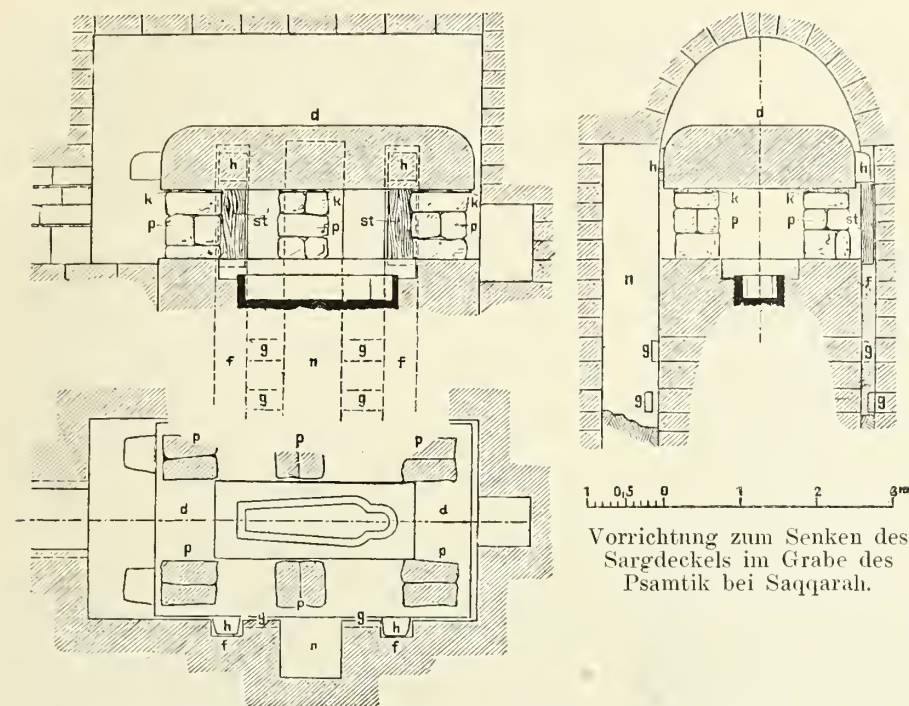 d
h h
k k k
st' st
p p p
f g n g f
g g
p p p
d d
p p p
g g
h h
f n f
d
h h
k k
p p st
n f
g g
g g
1 0,5 0 1 2 3m
Vorrichtung zum Senken des
Sargdeckels im Grabe des
Psamtik bei Saqqarah.